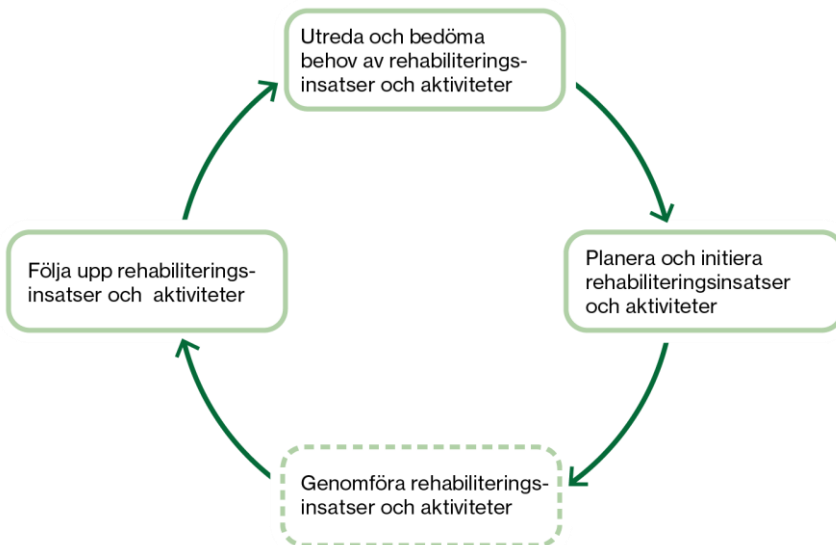 Utreda och bedöma
behov av rehabiliterings-
insatser och aktiviteter
Planera och initiera
rehabiliteringsinsatser
och aktiviteter
Genomföra rehabiliterings-
insatser och aktiviteter
Följa upp rehabiliterings-
insatser och  aktiviteter